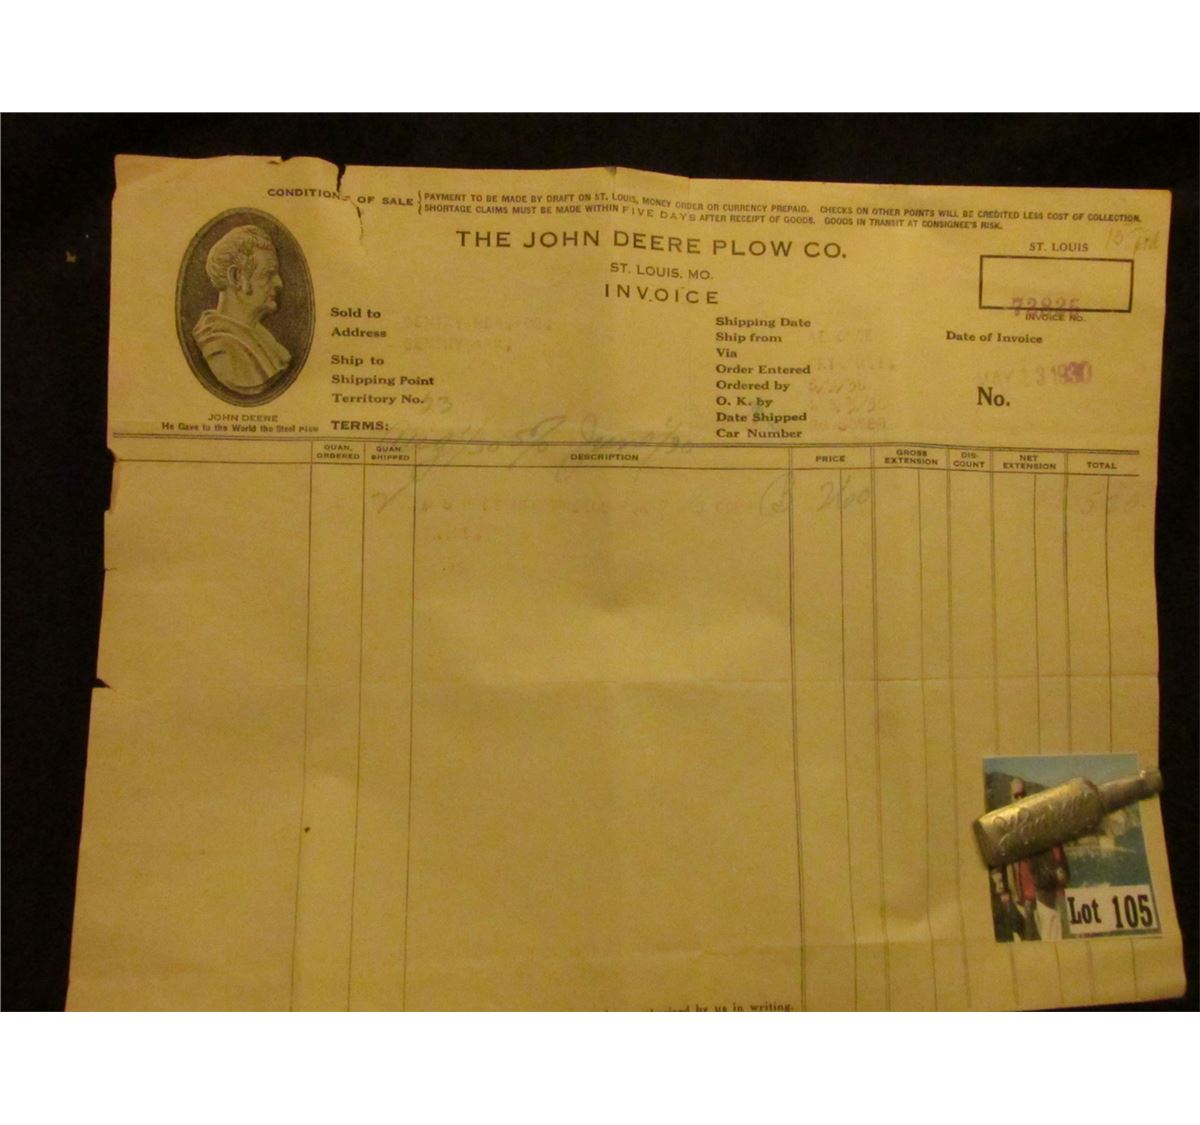 CONDITIONS OF SALE { PAYMENT TO BE MADE BY DRAFT ON ST. LOUIS, MONEY ORDER OR CURRENCY PREPAID. CHECKS ON OTHER POINTS WILL BE CREDITED LESS COST OF COLLECTION.
SHORTAGE CLAIMS MUST BE MADE WITHIN FIVE DAYS AFTER RECEIPT OF GOODS. GOODS IN TRANSIT AT CONSIGNEE'S RISK.
THE JOHN DEERE PLOW CO.
ST. LOUIS, MO.
INVOICE
ST. LOUIS
72825
INVOICE NO.
Date of Invoice
1930
No.
Sold to
Address
Ship to
Shipping Point
Territory No. 23
TERMS:
Shipping Date
Ship from
Via
Order Entered
Ordered by
O. K. by
Date Shipped
Car Number
JOHN DEERE
He Gave to the World the Steel PLOW
QUAN. ORDERED
QUAN. SHIPPED
DESCRIPTION
PRICE
GROSS EXTENSION
DIS-COUNT
NET EXTENSION
TOTAL
2
by us in writing.
Lot 105